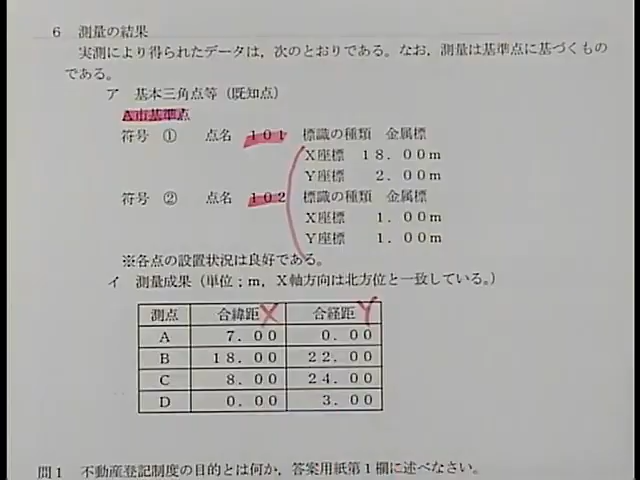 6 測量の結果
実測により得られたデータは，次のとおりである。なお，測量は基準点に基づくもの
である。
ア 基本三角点等（既知点）
A市基準点
符号 ① 点名 101 標識の種類 金属標
X座標 18.00m
Y座標 2.00m
符号 ② 点名 102 標識の種類 金属標
X座標 1.00m
Y座標 1.00m
※各点の設置状況は良好である。
イ 測量成果（単位；m，X軸方向は北方位と一致している。）
測点 合緯距 X 合経距 Y
A 7.00 0.00
B 18.00 22.00
C 8.00 24.00
D 0.00 3.00
問1 不動産登記制度の目的とは何か，答案用紙第1欄に述べなさい。